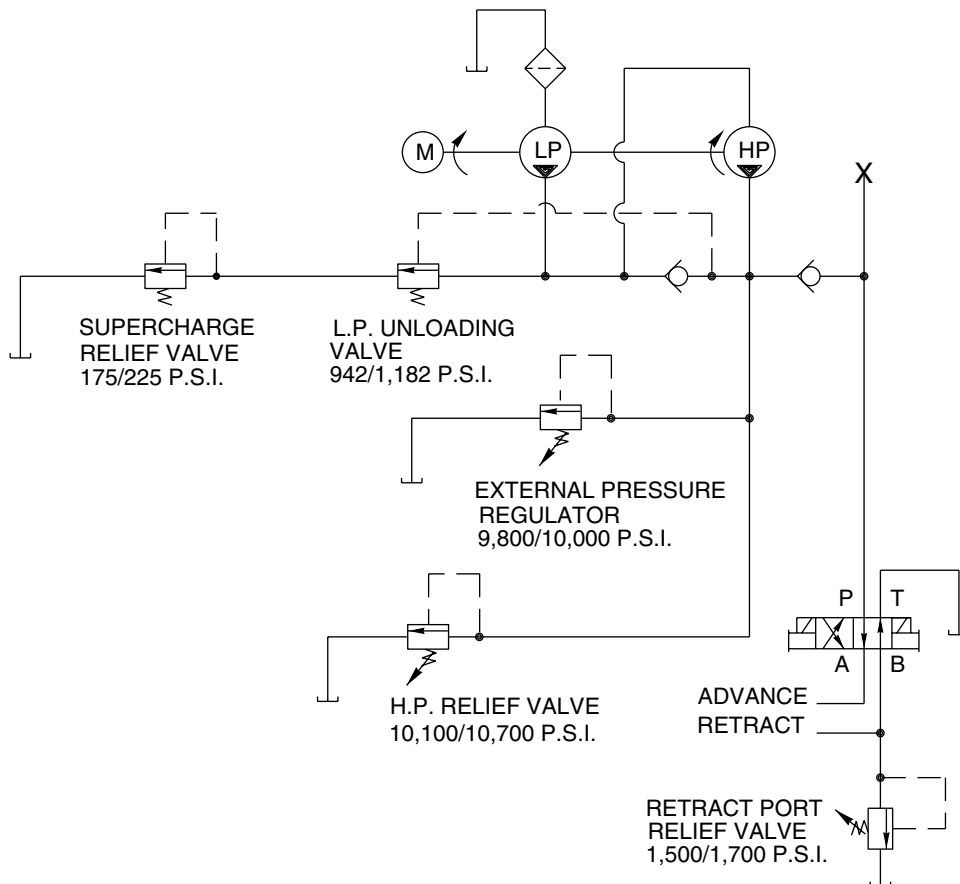 M
LP
HP
X
SUPERCHARGE
RELIEF VALVE
175/225 P.S.I.
L.P. UNLOADING
VALVE
942/1,182 P.S.I.
EXTERNAL PRESSURE
REGULATOR
9,800/10,000 P.S.I.
H.P. RELIEF VALVE
10,100/10,700 P.S.I.
P
T
A
B
ADVANCE
RETRACT
RETRACT PORT
RELIEF VALVE
1,500/1,700 P.S.I.